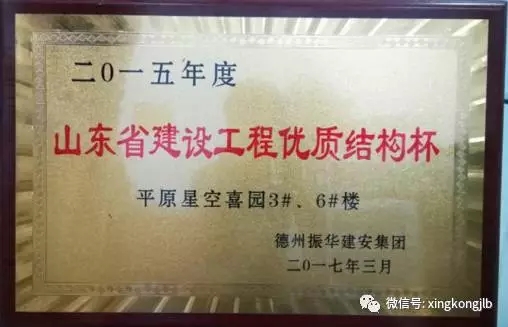 二0一五年度
山东省建设工程优质结构杯
平原星空喜园3#、6#楼
德州振华建安集团
二0一七年三月
微信号: xingkongjlb